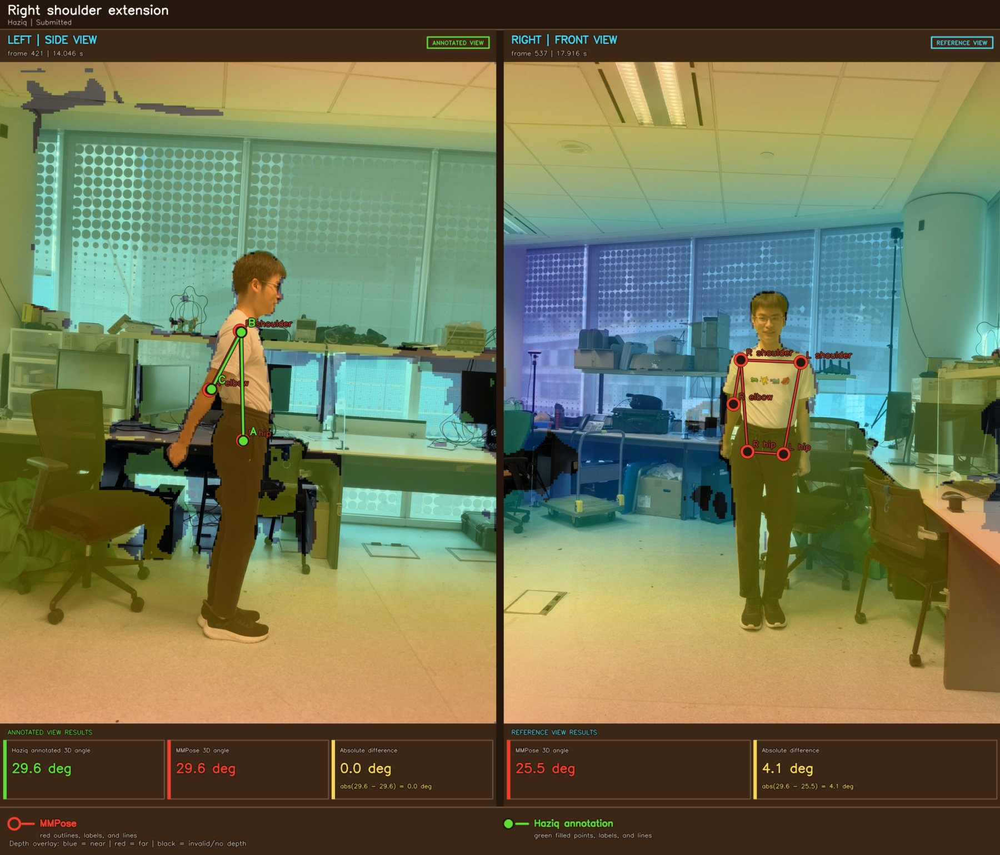 Right shoulder extension
Haziq | Submitted
LEFT | SIDE VIEW
frame 421 | 14.046 s
ANNOTATED VIEW
RIGHT | FRONT VIEW
frame 537 | 17.916 s
REFERENCE VIEW
B shoulder
C elbow
A hip
R shoulder
L shoulder
R elbow
R hip
L hip
ANNOTATED VIEW RESULTS
Haziq annotated 3D angle
29.6 deg
MMPose 3D angle
29.6 deg
Absolute difference
0.0 deg
abs(29.6 - 29.6) = 0.0 deg
REFERENCE VIEW RESULTS
MMPose 3D angle
25.5 deg
Absolute difference
4.1 deg
abs(29.6 - 25.5) = 4.1 deg
MMPose
red outlines, labels, and lines
Depth overlay: blue = near | red = far | black = invalid/no depth
Haziq annotation
green filled points, labels, and lines